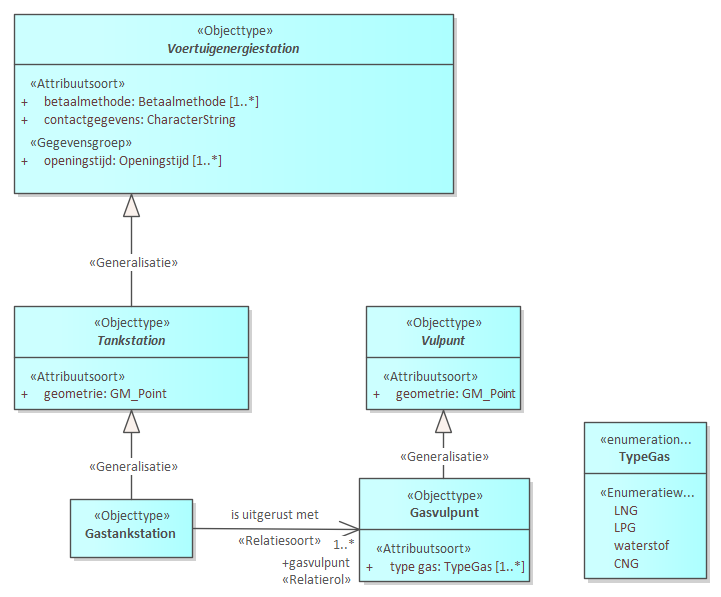 «Objecttype»
Voertuigenergiestation
«Attribuutsoort»
+ betaalmethode: Betaalmethode [1..*]
+ contactgegevens: CharacterString
«Gegevensgroep»
+ openingstijd: Openingstijd [1..*]
«Generalisatie»
«Objecttype»
Tankstation
«Attribuutsoort»
+ geometrie: GM_Point
«Objecttype»
Vulpunt
«Attribuutsoort»
+ geometrie: GM_Point
«Generalisatie»
«Generalisatie»
«Objecttype»
Gastankstation
is uitgerust met
«Relatiesoort»
1..*
+gasvulpunt
«Relatierol»
«Objecttype»
Gasvulpunt
«Attribuutsoort»
+ type gas: TypeGas [1..*]
«enumeration...
TypeGas
«Enumeratiew...
LNG
LPG
waterstof
CNG